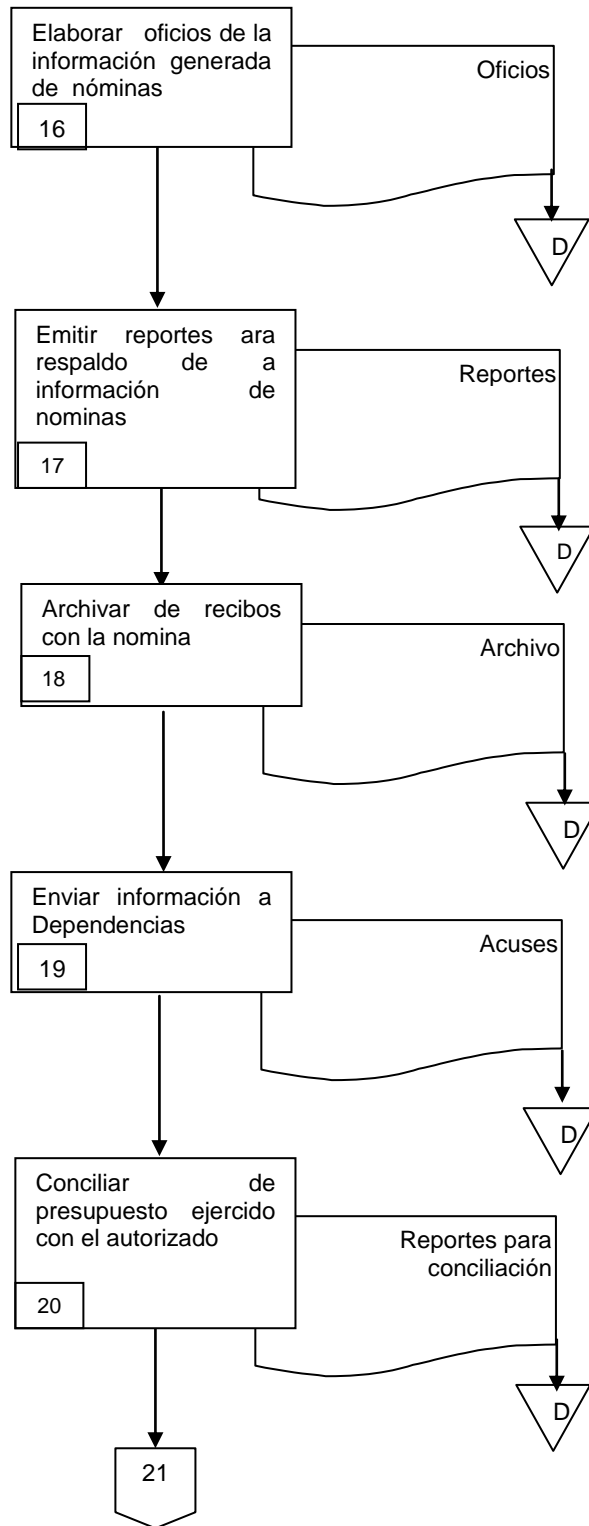 Elaborar oficios de la
información generada
de nóminas
16
Oficios
D
Emitir reportes ara
respaldo de a
información de
nominas
17
Reportes
D
Archivar de recibos
con la nomina
18
Archivo
D
Enviar información a
Dependencias
19
Acuses
D
Conciliar de
presupuesto ejercido
con el autorizado
20
Reportes para
conciliación
D
21